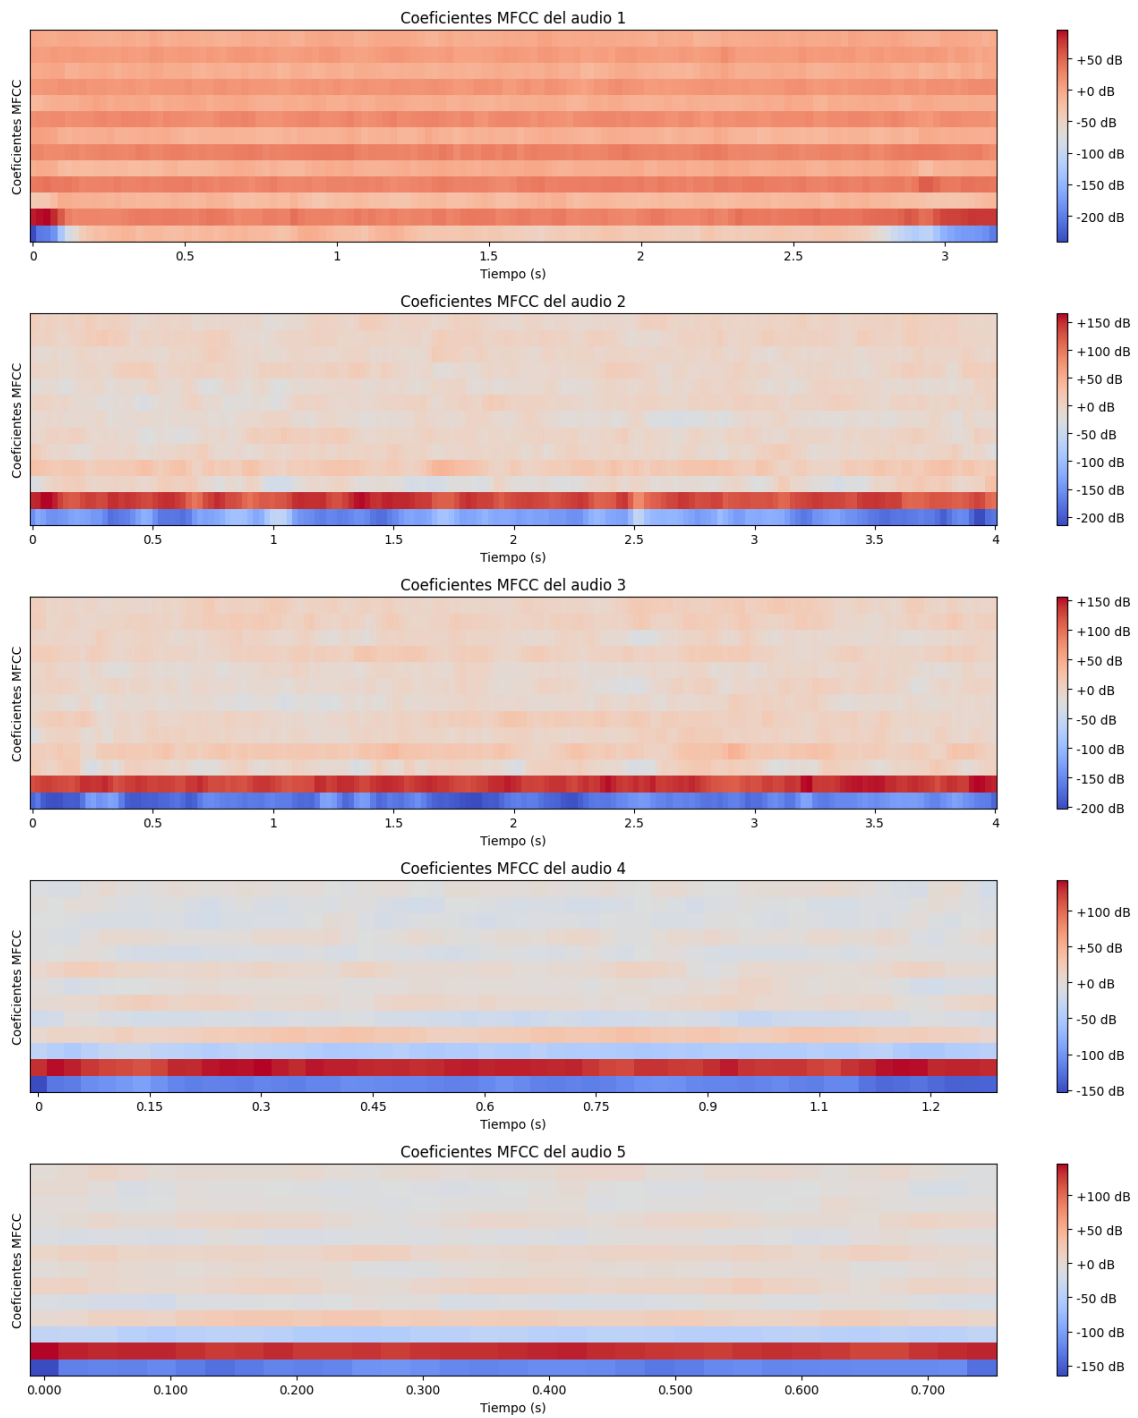 Coeficientes MFCC del audio 1
Coeficientes MFCC
+50 dB
+0 dB
-50 dB
-100 dB
-150 dB
-200 dB
0 0.5 1 1.5 2 2.5 3
Tiempo (s)
Coeficientes MFCC del audio 2
Coeficientes MFCC
+150 dB
+100 dB
+50 dB
+0 dB
-50 dB
-100 dB
-150 dB
-200 dB
0 0.5 1 1.5 2 2.5 3 3.5 4
Tiempo (s)
Coeficientes MFCC del audio 3
Coeficientes MFCC
+150 dB
+100 dB
+50 dB
+0 dB
-50 dB
-100 dB
-150 dB
-200 dB
0 0.5 1 1.5 2 2.5 3 3.5 4
Tiempo (s)
Coeficientes MFCC del audio 4
Coeficientes MFCC
+100 dB
+50 dB
+0 dB
-50 dB
-100 dB
-150 dB
0 0.15 0.3 0.45 0.6 0.75 0.9 1.1 1.2
Tiempo (s)
Coeficientes MFCC del audio 5
Coeficientes MFCC
+100 dB
+50 dB
+0 dB
-50 dB
-100 dB
-150 dB
0.000 0.100 0.200 0.300 0.400 0.500 0.600 0.700
Tiempo (s)